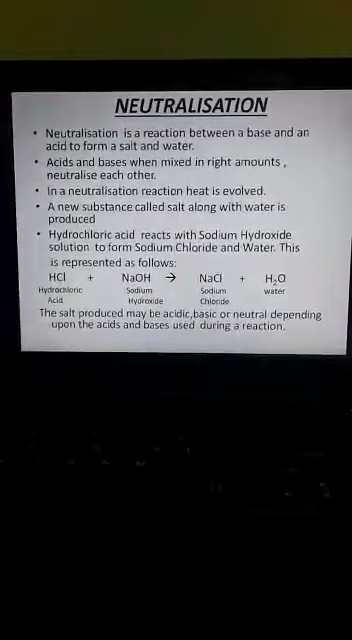 NEUTRALISATION
• Neutralisation is a reaction between a base and an
acid to form a salt and water.
• Acids and bases when mixed in right amounts ,
neutralise each other.
• In a neutralisation reaction heat is evolved.
• A new substance called salt along with water is
produced
• Hydrochloric acid reacts with Sodium Hydroxide
solution to form Sodium Chloride and Water. This
is represented as follows:
HCl + NaOH → NaCl + H₂O
Hydrochloric Sodium Sodium water
Acid Hydroxide Chloride
The salt produced may be acidic,basic or neutral depending
upon the acids and bases used during a reaction.